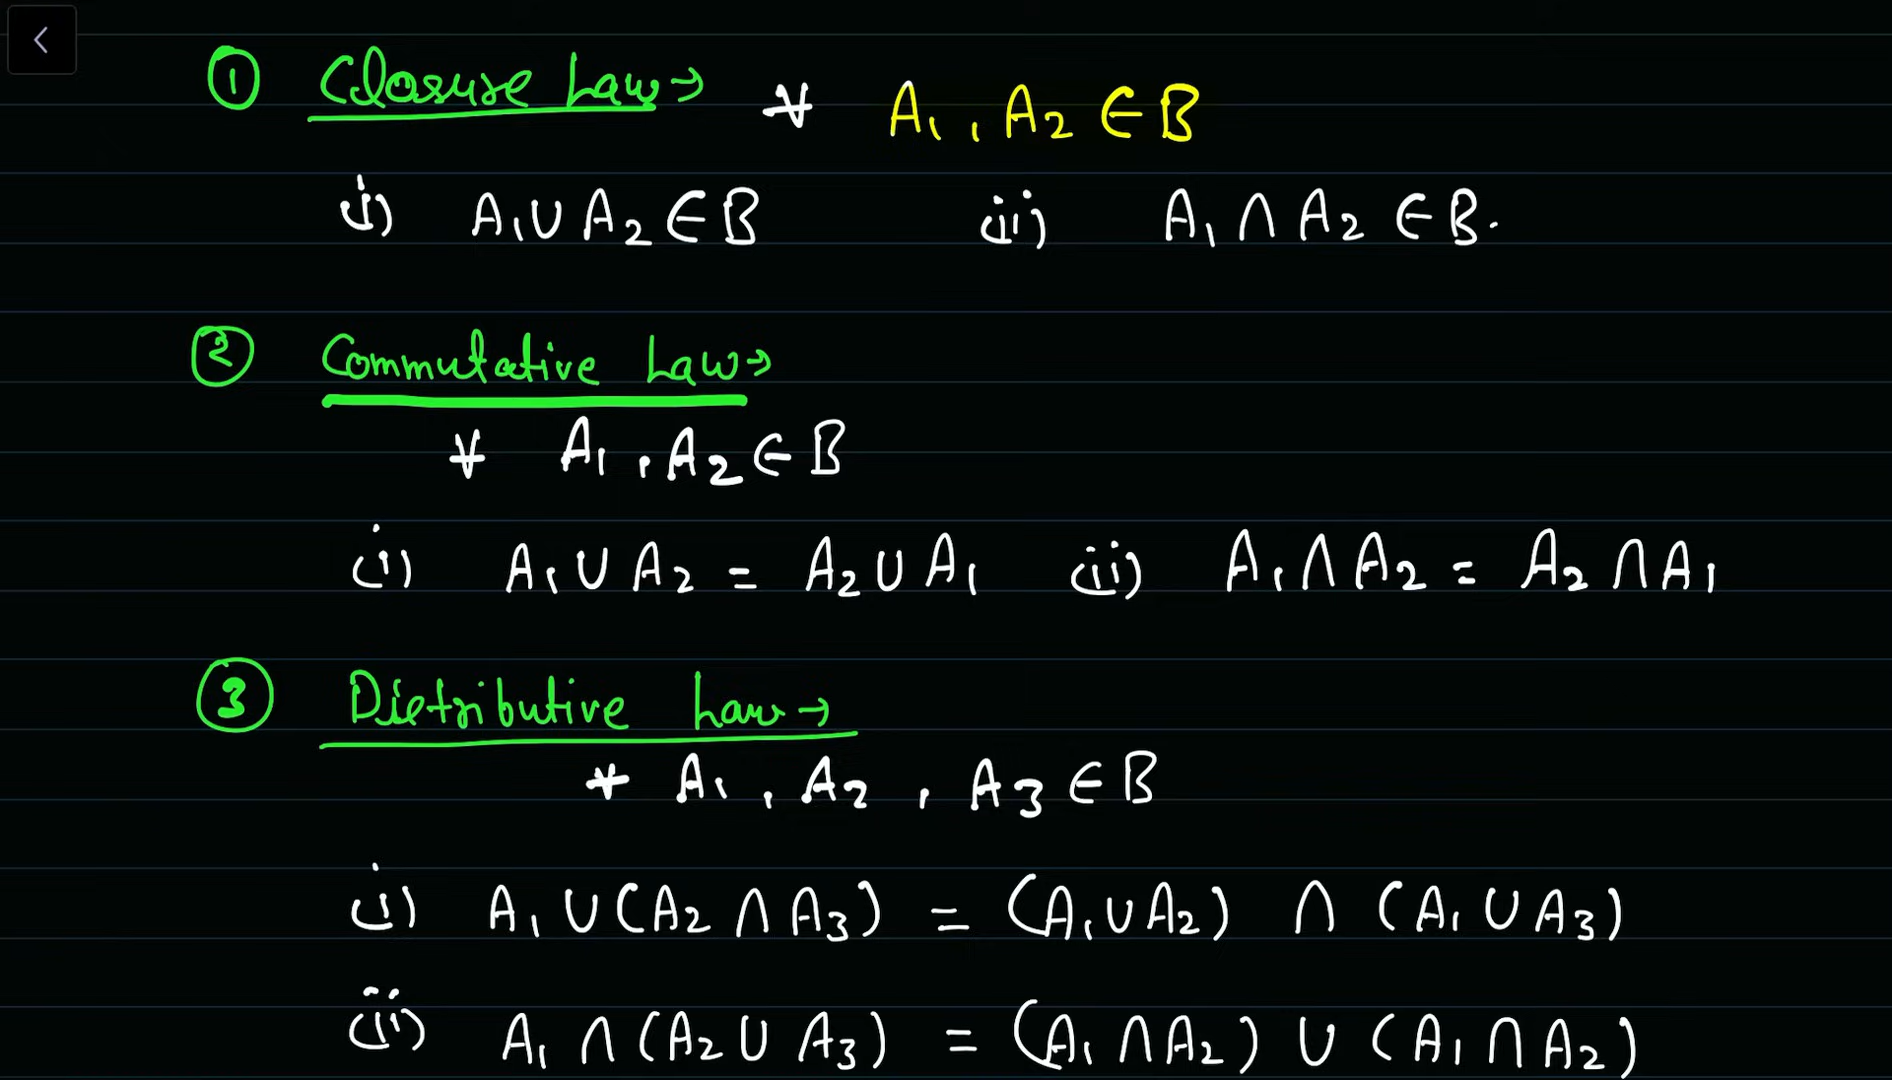 ① Closure Law → ∀ A₁, A₂ ∈ B
(i) A₁ ∪ A₂ ∈ B (ii) A₁ ∩ A₂ ∈ B.
② Commutative Law →
∀ A₁, A₂ ∈ B
(i) A₁ ∪ A₂ = A₂ ∪ A₁ (ii) A₁ ∩ A₂ = A₂ ∩ A₁
③ Distributive Law →
∀ A₁, A₂, A₃ ∈ B
(i) A₁ ∪ (A₂ ∩ A₃) = (A₁ ∪ A₂) ∩ (A₁ ∪ A₃)
(ii) A₁ ∩ (A₂ ∪ A₃) = (A₁ ∩ A₂) ∪ (A₁ ∩ A₂)